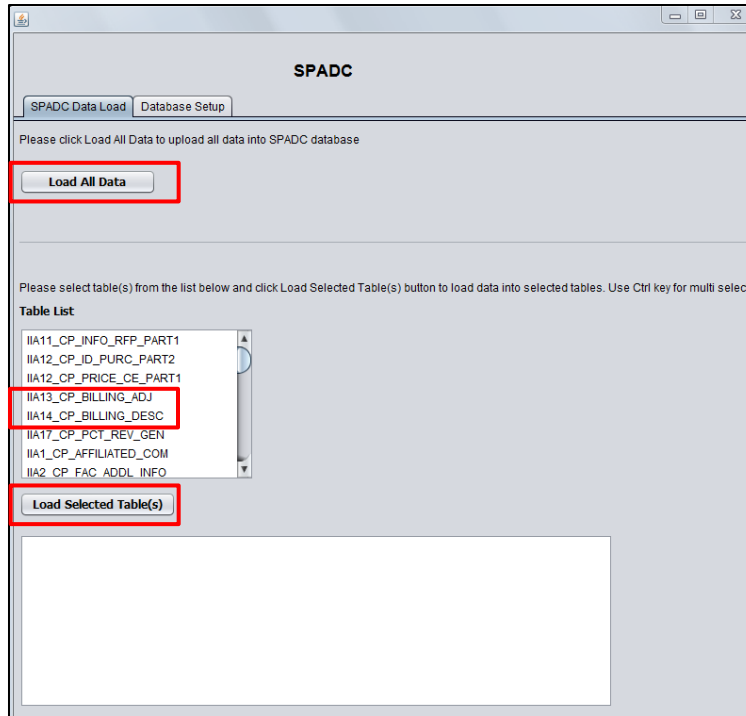 SPADC
SPADC Data Load
Database Setup
Please click Load All Data to upload all data into SPADC database
Load All Data
Please select table(s) from the list below and click Load Selected Table(s) button to load data into selected tables. Use Ctrl key for multi selec
Table List
IIA11_CP_INFO_RFP_PART1
IIA12_CP_ID_PURC_PART2
IIA12_CP_PRICE_CE_PART1
IIA13_CP_BILLING_ADJ
IIA14_CP_BILLING_DESC
IIA17_CP_PCT_REV_GEN
IIA1_CP_AFFILIATED_COM
IIA2_CP_FAC_ADDL_INFO
Load Selected Table(s)